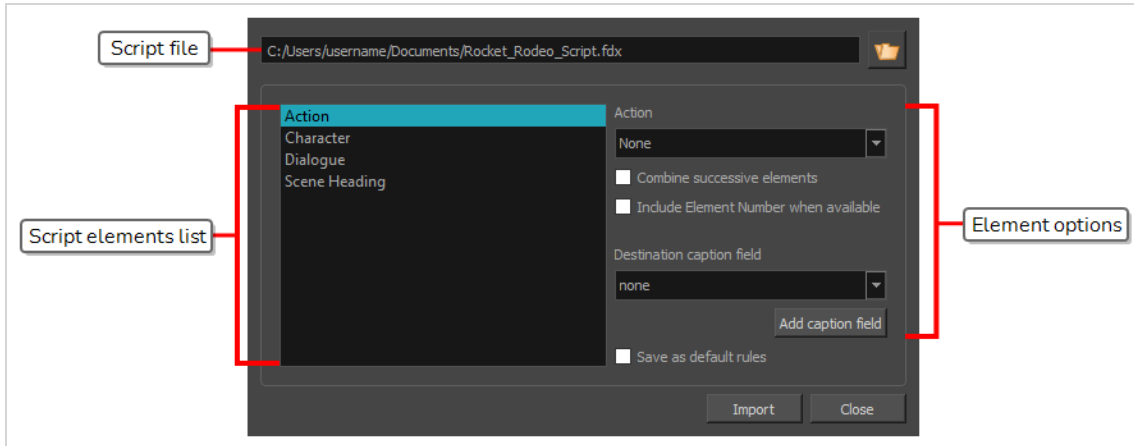 Script file
C:/Users/username/Documents/Rocket_Rodeo_Script.fdx
Script elements list
Action
Character
Dialogue
Scene Heading
Action
None
Combine successive elements
Include Element Number when available
Destination caption field
none
Add caption field
Save as default rules
Element options
Import
Close